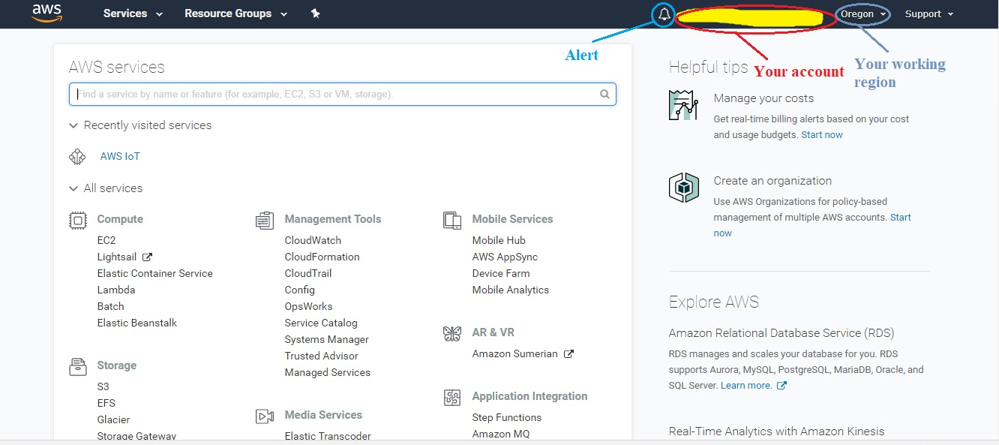 aws
Services
Resource Groups
Oregon
Support
Alert
Your account
Your working
region
AWS services
Find a service by name or feature (for example, EC2, S3 or VM, storage).
Recently visited services
AWS IoT
All services
Compute
EC2
Lightsail
Elastic Container Service
Lambda
Batch
Elastic Beanstalk
Storage
S3
EFS
Glacier
Storage Gateway
Management Tools
CloudWatch
CloudFormation
CloudTrail
Config
OpsWorks
Service Catalog
Systems Manager
Trusted Advisor
Managed Services
Media Services
Elastic Transcoder
Mobile Services
Mobile Hub
AWS AppSync
Device Farm
Mobile Analytics
AR & VR
Amazon Sumerian
Application Integration
Step Functions
Amazon MQ
Helpful tips
Manage your costs
Get real-time billing alerts based on your cost
and usage budgets. Start now
Create an organization
Use AWS Organizations for policy-based
management of multiple AWS accounts. Start
now
Explore AWS
Amazon Relational Database Service (RDS)
RDS manages and scales your database for you. RDS
supports Aurora, MySQL, PostgreSQL, MariaDB, Oracle, and
SQL Server. Learn more.
Real-Time Analytics with Amazon Kinesis